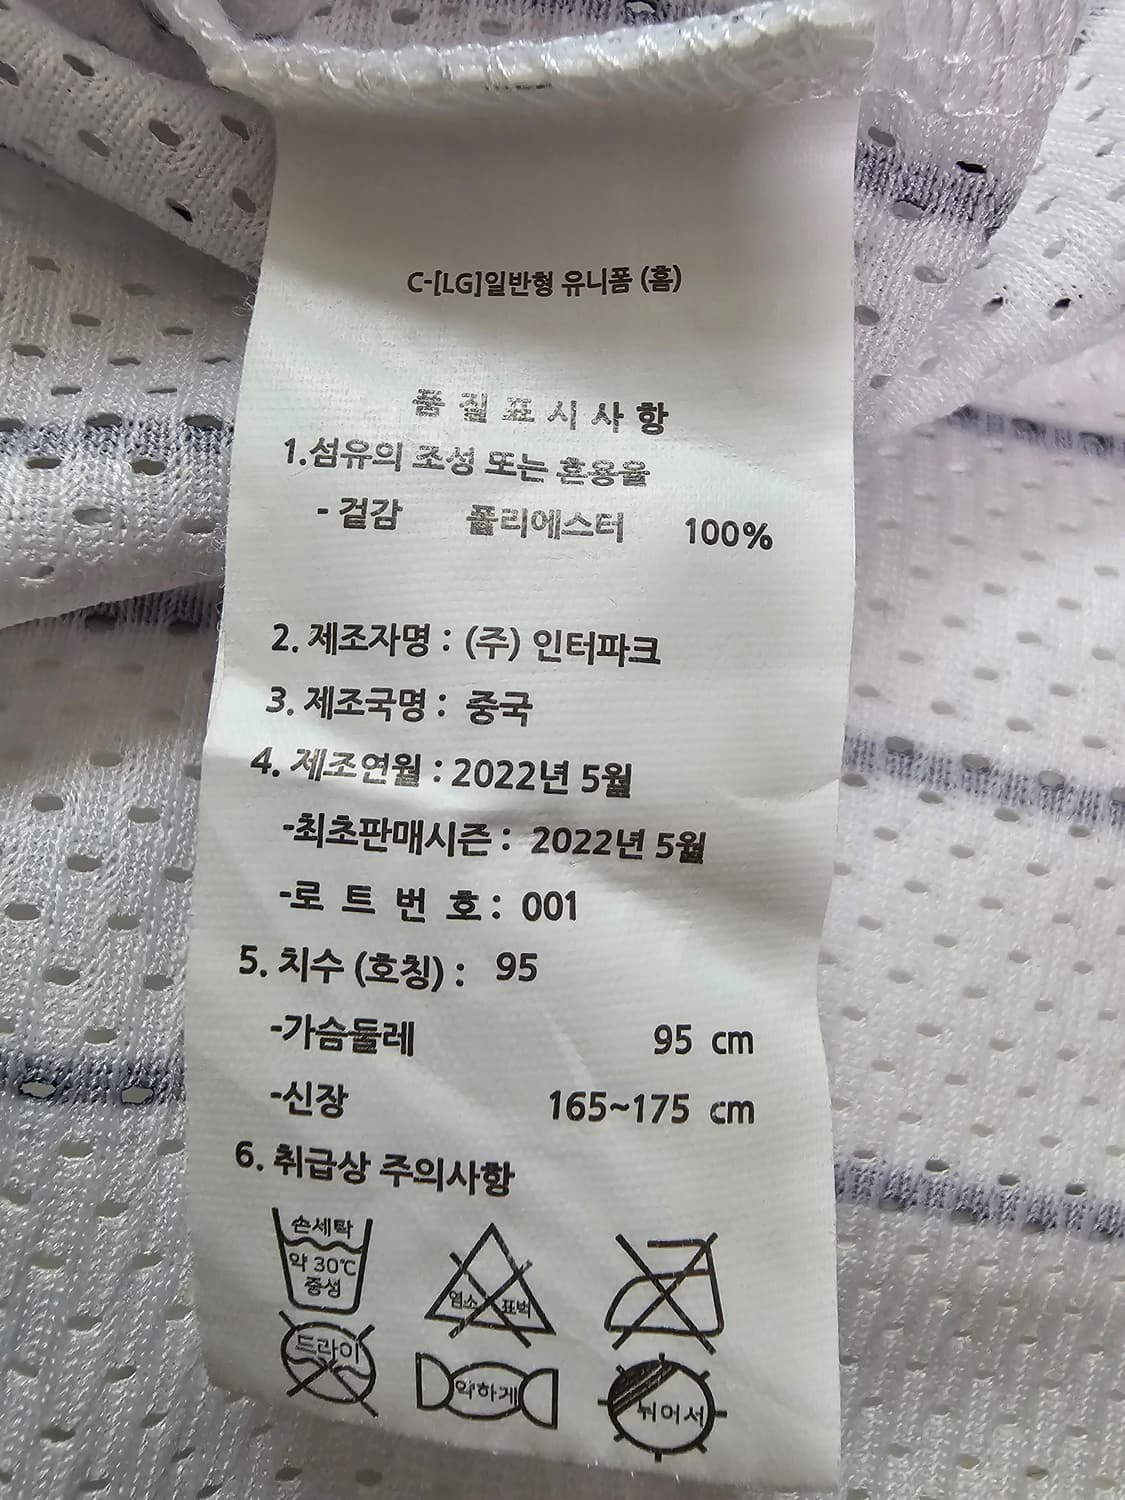 C-[LG]일반형 유니폼 (홈)
품 질 표 시 사 항
1.섬유의 조성 또는 혼용율
- 겉감 폴리에스터 100%
2. 제조자명 : (주) 인터파크
3. 제조국명 : 중국
4. 제조연월 : 2022년 5월
-최초판매시즌 : 2022년 5월
-로 트 번 호 : 001
5. 치수 (호칭) : 95
-가슴둘레 95 cm
-신장 165~175 cm
6. 취급상 주의사항
손세탁
약 30℃
중성
염소 표백
드라이
약하게
뉘어서